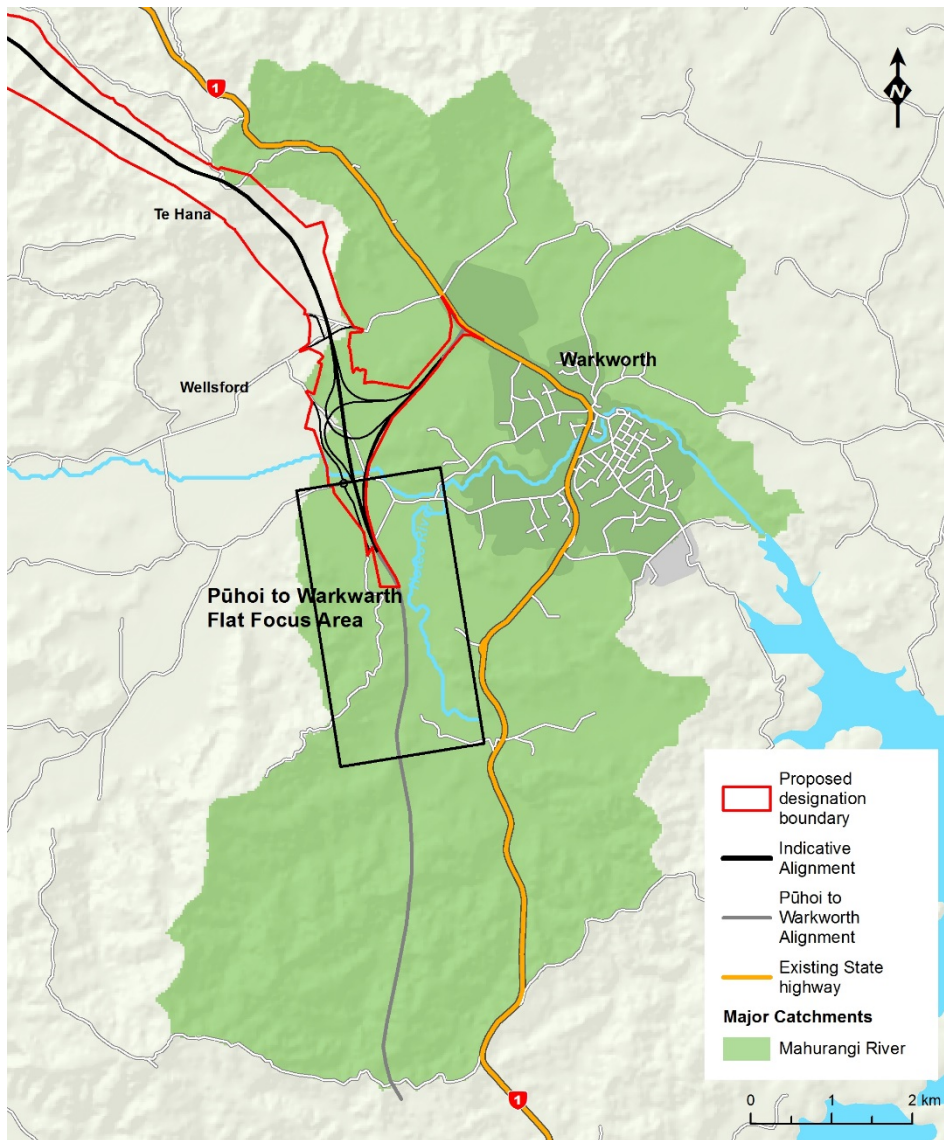 1
N
Te Hana
Warkworth
Wellsford
Pūhoi to Warkwarth
Flat Focus Area
Proposed
designation
boundary
Indicative
Alignment
Pūhoi to
Warkworth
Alignment
Existing State
highway
Major Catchments
Mahurangi River
0 1 2 km
1